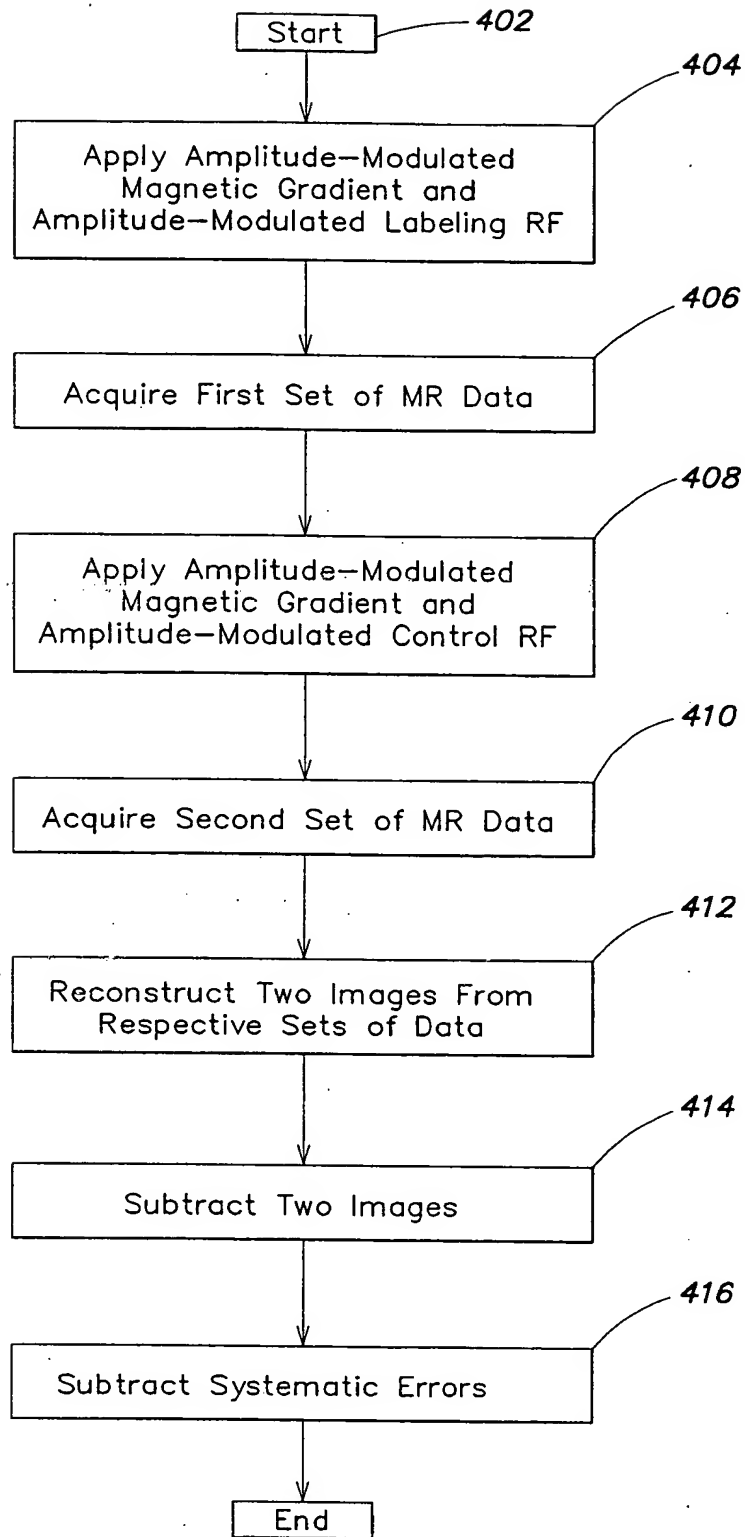 Start
402
404
Apply Amplitude-Modulated
Magnetic Gradient and
Amplitude-Modulated Labeling RF
406
Acquire First Set of MR Data
408
Apply Amplitude-Modulated
Magnetic Gradient and
Amplitude-Modulated Control RF
410
Acquire Second Set of MR Data
412
Reconstruct Two Images From
Respective Sets of Data
414
Subtract Two Images
416
Subtract Systematic Errors
End